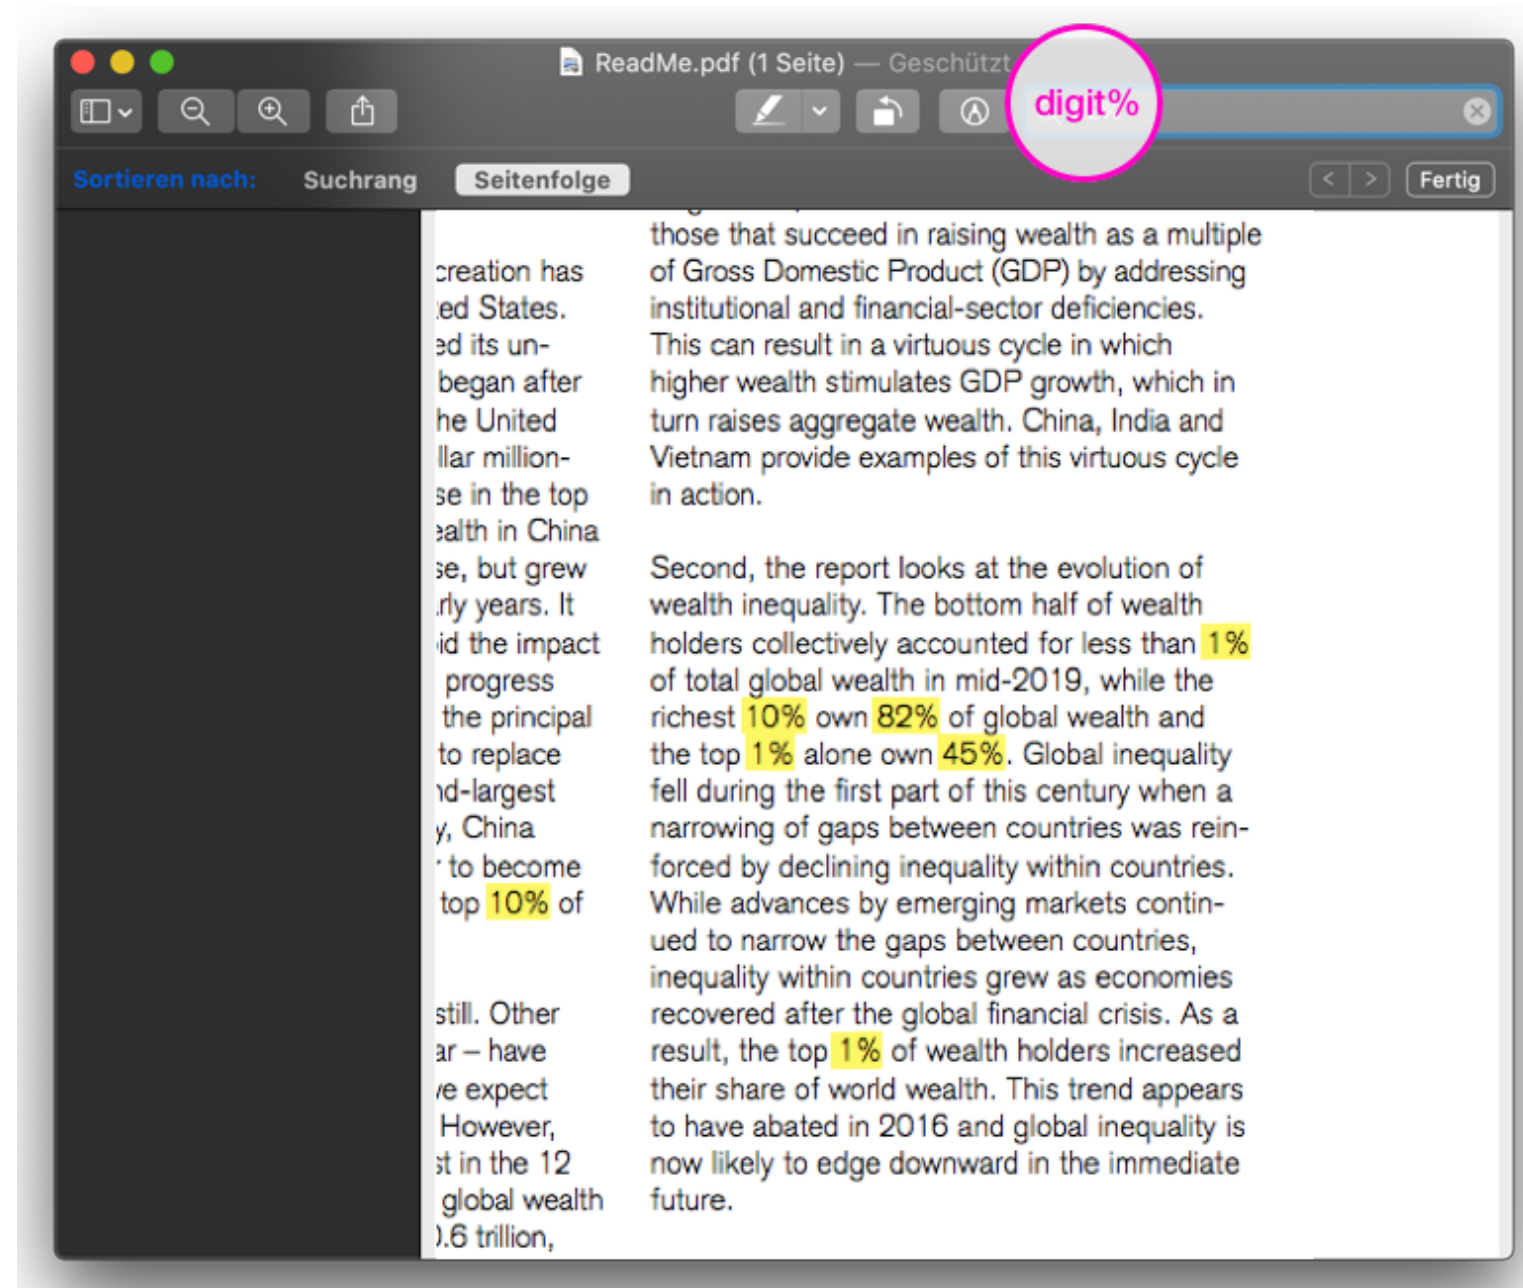 ReadMe.pdf (1 Seite) — Geschützt
digit%
Sortieren nach: Suchrang Seitenfolge
< > Fertig
creation has
ted States.
ed its un-
began after
he United
llar million-
se in the top
ealth in China
se, but grew
rly years. It
id the impact
progress
the principal
to replace
nd-largest
y, China
to become
top 10% of
still. Other
ar – have
ve expect
However,
st in the 12
global wealth
0.6 trillion,
those that succeed in raising wealth as a multiple
of Gross Domestic Product (GDP) by addressing
institutional and financial-sector deficiencies.
This can result in a virtuous cycle in which
higher wealth stimulates GDP growth, which in
turn raises aggregate wealth. China, India and
Vietnam provide examples of this virtuous cycle
in action.
Second, the report looks at the evolution of
wealth inequality. The bottom half of wealth
holders collectively accounted for less than 1%
of total global wealth in mid-2019, while the
richest 10% own 82% of global wealth and
the top 1% alone own 45%. Global inequality
fell during the first part of this century when a
narrowing of gaps between countries was rein-
forced by declining inequality within countries.
While advances by emerging markets contin-
ued to narrow the gaps between countries,
inequality within countries grew as economies
recovered after the global financial crisis. As a
result, the top 1% of wealth holders increased
their share of world wealth. This trend appears
to have abated in 2016 and global inequality is
now likely to edge downward in the immediate
future.